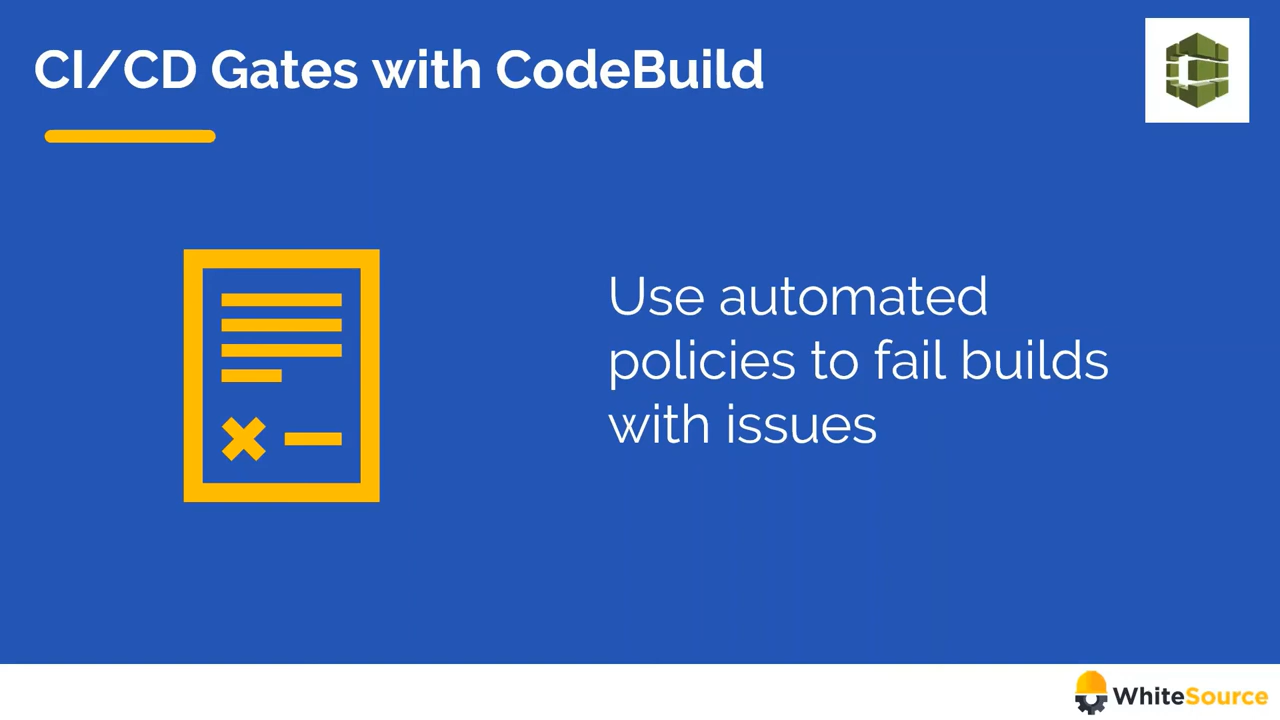 CI/CD Gates with CodeBuild
Use automated
policies to fail builds
with issues
WhiteSource